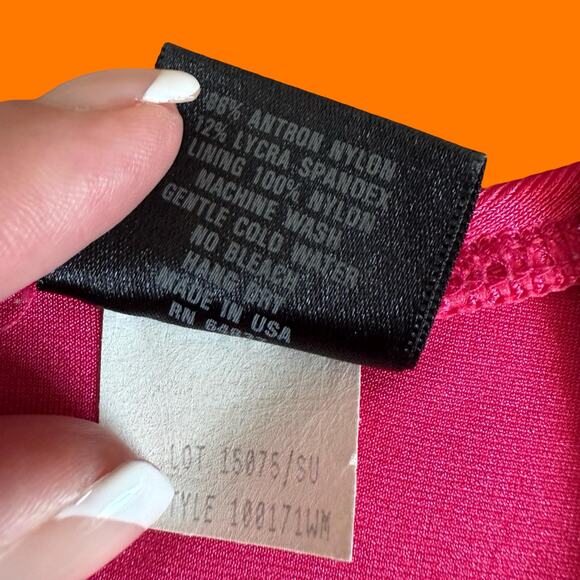 % ANTRON NYLON
12% LYCRA SPANDEX
LINING 100% NYLON
MACHINE WASH
GENTLE COLD WATER
NO BLEACH
HANG DRY
MADE IN USA
RN
LOT 15075/SU
STYLE 100171WM